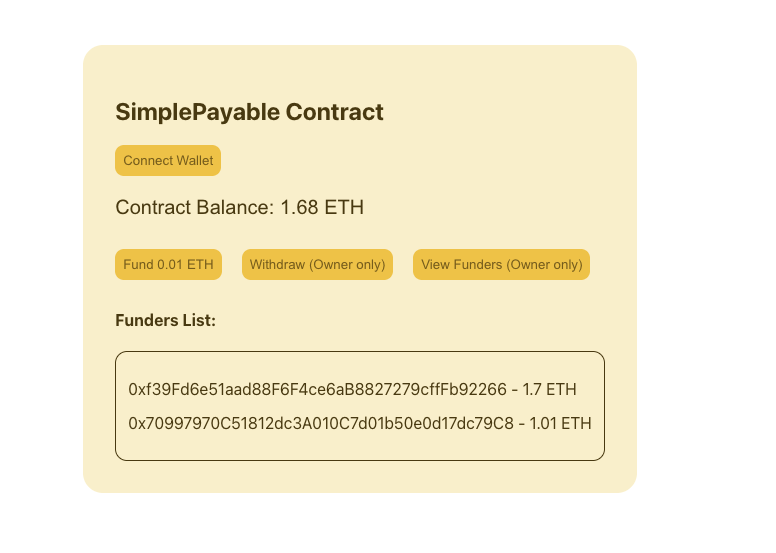 SimplePayable Contract
Connect Wallet
Contract Balance: 1.68 ETH
Fund 0.01 ETH
Withdraw (Owner only)
View Funders (Owner only)
Funders List:
0xf39Fd6e51aad88F6F4ce6aB8827279cffFb92266 - 1.7 ETH
0x70997970C51812dc3A010C7d01b50e0d17dc79C8 - 1.01 ETH